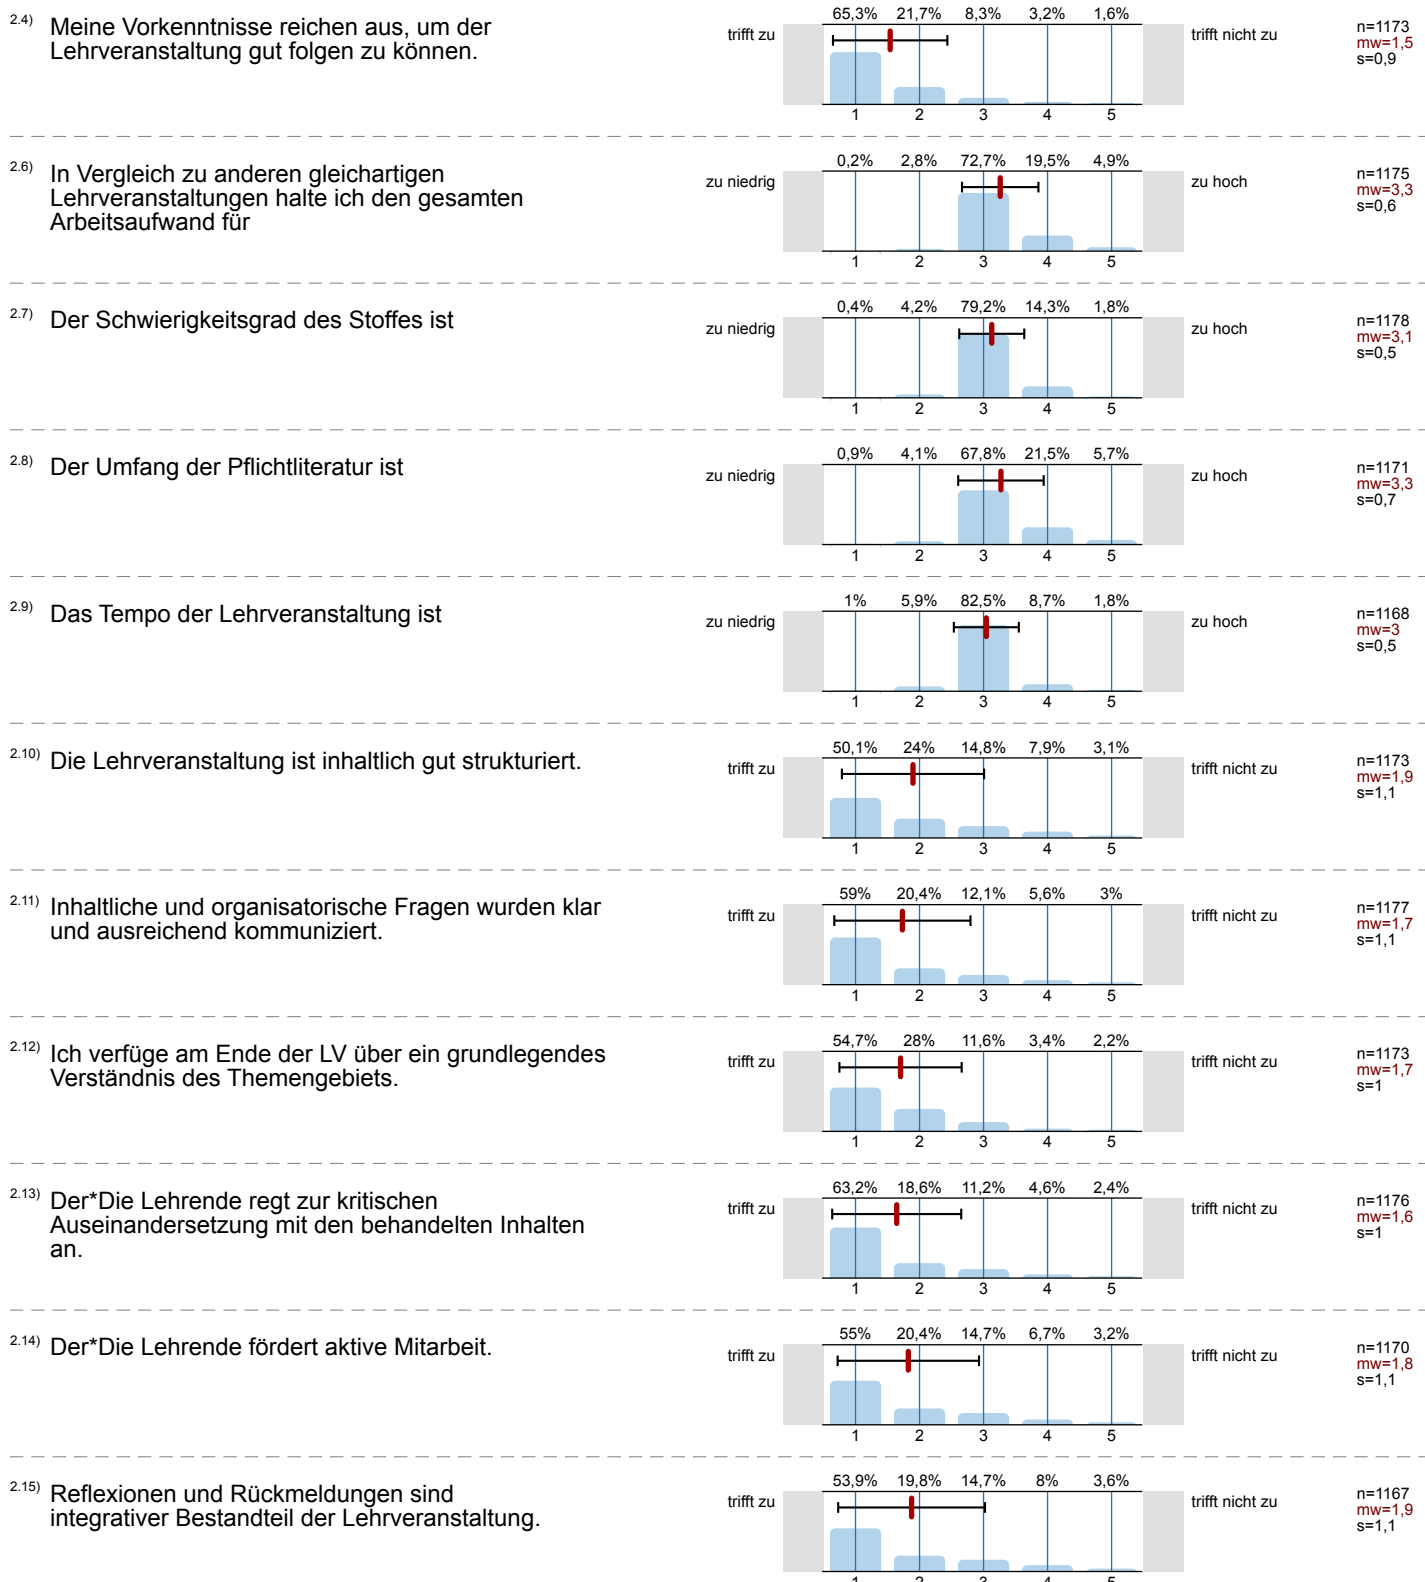 2.4) Meine Vorkenntnisse reichen aus, um der
Lehrveranstaltung gut folgen zu können.
trifft zu
65,3% 21,7% 8,3% 3,2% 1,6%
1 2 3 4 5
trifft nicht zu
n=1173
mw=1,5
s=0,9
2.6) In Vergleich zu anderen gleichartigen
Lehrveranstaltungen halte ich den gesamten
Arbeitsaufwand für
zu niedrig
0,2% 2,8% 72,7% 19,5% 4,9%
1 2 3 4 5
zu hoch
n=1175
mw=3,3
s=0,6
2.7) Der Schwierigkeitsgrad des Stoffes ist
zu niedrig
0,4% 4,2% 79,2% 14,3% 1,8%
1 2 3 4 5
zu hoch
n=1178
mw=3,1
s=0,5
2.8) Der Umfang der Pflichtliteratur ist
zu niedrig
0,9% 4,1% 67,8% 21,5% 5,7%
1 2 3 4 5
zu hoch
n=1171
mw=3,3
s=0,7
2.9) Das Tempo der Lehrveranstaltung ist
zu niedrig
1% 5,9% 82,5% 8,7% 1,8%
1 2 3 4 5
zu hoch
n=1168
mw=3
s=0,5
2.10) Die Lehrveranstaltung ist inhaltlich gut strukturiert.
trifft zu
50,1% 24% 14,8% 7,9% 3,1%
1 2 3 4 5
trifft nicht zu
n=1173
mw=1,9
s=1,1
2.11) Inhaltliche und organisatorische Fragen wurden klar
und ausreichend kommuniziert.
trifft zu
59% 20,4% 12,1% 5,6% 3%
1 2 3 4 5
trifft nicht zu
n=1177
mw=1,7
s=1,1
2.12) Ich verfüge am Ende der LV über ein grundlegendes
Verständnis des Themengebiets.
trifft zu
54,7% 28% 11,6% 3,4% 2,2%
1 2 3 4 5
trifft nicht zu
n=1173
mw=1,7
s=1
2.13) Der*Die Lehrende regt zur kritischen
Auseinandersetzung mit den behandelten Inhalten
an.
trifft zu
63,2% 18,6% 11,2% 4,6% 2,4%
1 2 3 4 5
trifft nicht zu
n=1176
mw=1,6
s=1
2.14) Der*Die Lehrende fördert aktive Mitarbeit.
trifft zu
55% 20,4% 14,7% 6,7% 3,2%
1 2 3 4 5
trifft nicht zu
n=1170
mw=1,8
s=1,1
2.15) Reflexionen und Rückmeldungen sind
integrativer Bestandteil der Lehrveranstaltung.
trifft zu
53,9% 19,8% 14,7% 8% 3,6%
1 2 3 4 5
trifft nicht zu
n=1167
mw=1,9
s=1,1